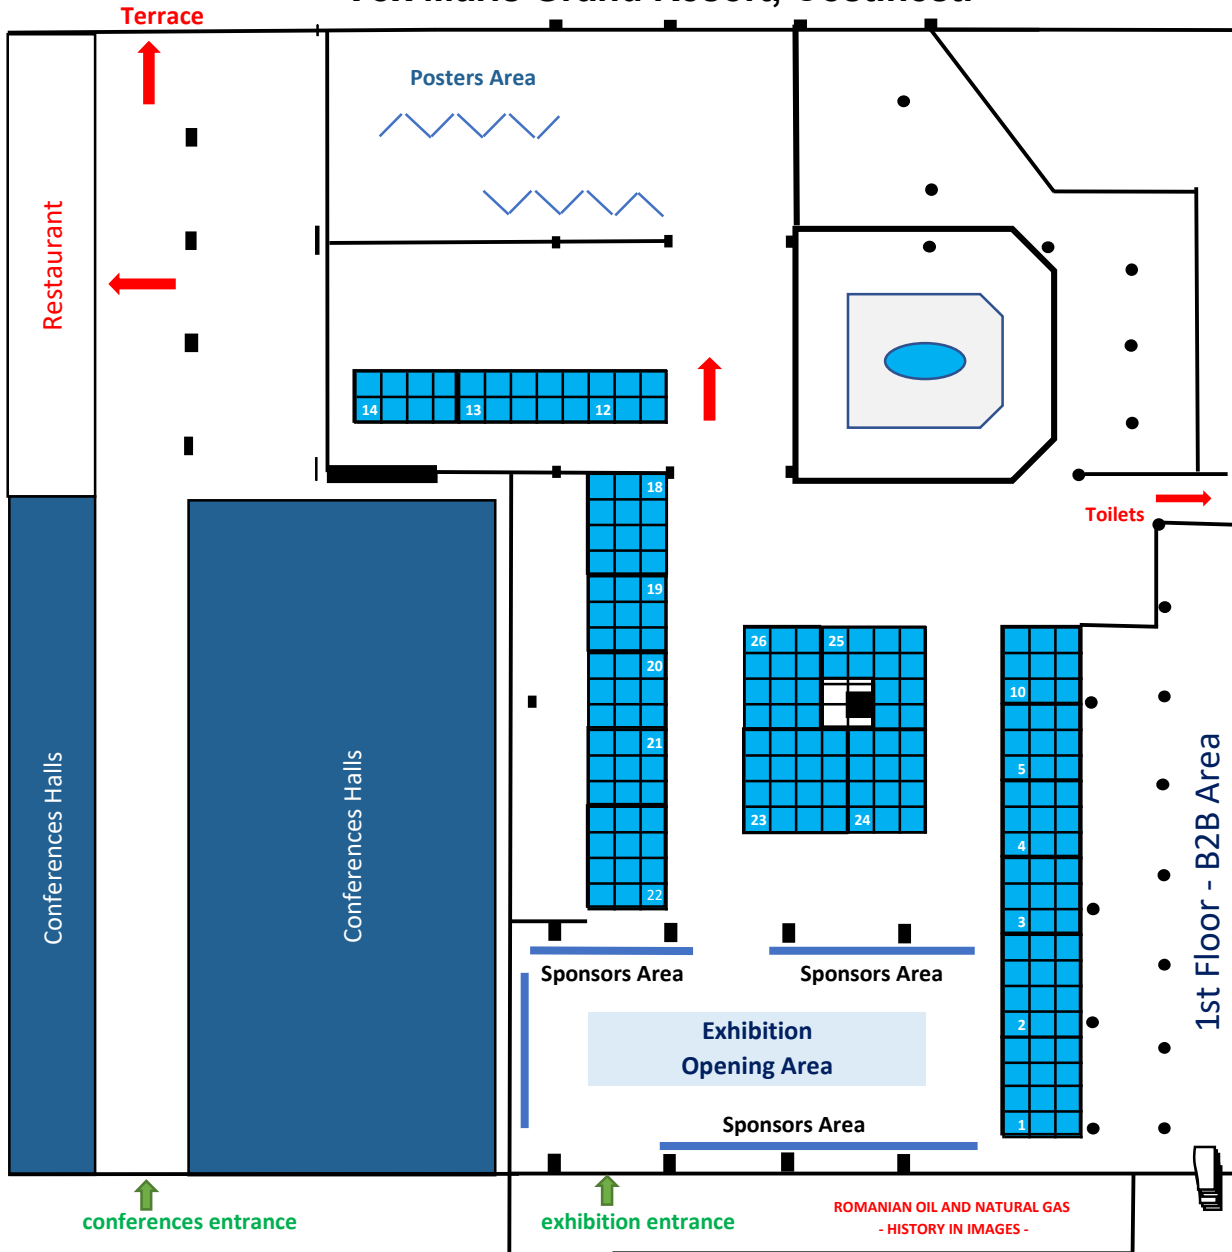 Terrace
Posters Area
Restaurant
14 13 12
18
Toilets
19
26 25
20
10
21
5
Conferences Halls
Conferences Halls
1st Floor - B2B Area
23 24
4
22
3
Sponsors Area
Sponsors Area
2
Exhibition
Opening Area
Sponsors Area
1
conferences entrance
exhibition entrance
ROMANIAN OIL AND NATURAL GAS
- HISTORY IN IMAGES -